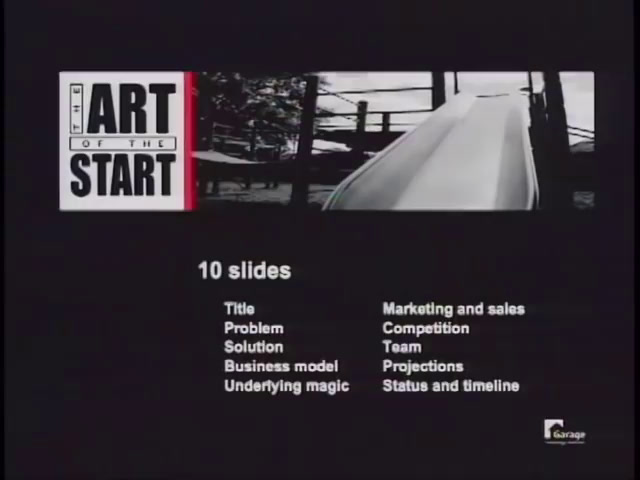 THE
ART
OF THE
START
10 slides
Title
Problem
Solution
Business model
Underlying magic
Marketing and sales
Competition
Team
Projections
Status and timeline
Garage